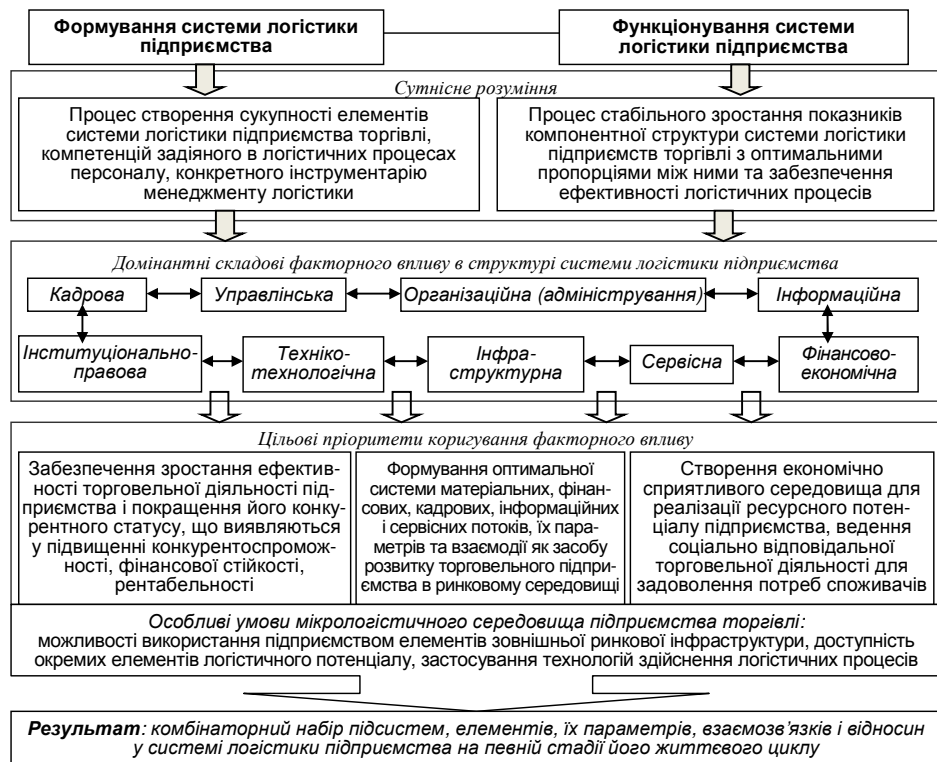 Формування системи логістики
підприємства
Функціонування системи
логістики підприємства
Сутнісне розуміння
Процес створення сукупності елементів
системи логістики підприємства торгівлі,
компетенцій задіяного в логістичних процесах
персоналу, конкретного інструментарію
менеджменту логістики
Процес стабільного зростання показників
компонентної структури системи логістики
підприємств торгівлі з оптимальними
пропорціями між ними та забезпечення
ефективності логістичних процесів
Домінантні складові факторного впливу в структурі системи логістики підприємства
Кадрова
Управлінська
Організаційна (адміністрування)
Інформаційна
Інституціонально-
правова
Техніко-
технологічна
Інфра-
структурна
Сервісна
Фінансово-
економічна
Цільові пріоритети коригування факторного впливу
Забезпечення зростання ефектив-
ності торговельної діяльності під-
приємства і покращення його конку-
рентного статусу, що виявляються
у підвищенні конкурентоспромож-
ності, фінансової стійкості,
рентабельності
Формування оптимальної
системи матеріальних, фінан-
сових, кадрових, інформаційних
і сервісних потоків, їх пара-
метрів та взаємодії як засобу
розвитку торговельного підпри-
ємства в ринковому середовищі
Створення економічно
сприятливого середовища для
реалізації ресурсного потен-
ціалу підприємства, ведення
соціально відповідальної
торговельної діяльності для
задоволення потреб споживачів
Особливі умови мікрологістичного середовища підприємства торгівлі:
можливості використання підприємством елементів зовнішньої ринкової інфраструктури, доступність
окремих елементів логістичного потенціалу, застосування технологій здійснення логістичних процесів
Результат: комбінаторний набір підсистем, елементів, їх параметрів, взаємозв’язків і відносин
у системі логістики підприємства на певній стадії його життєвого циклу